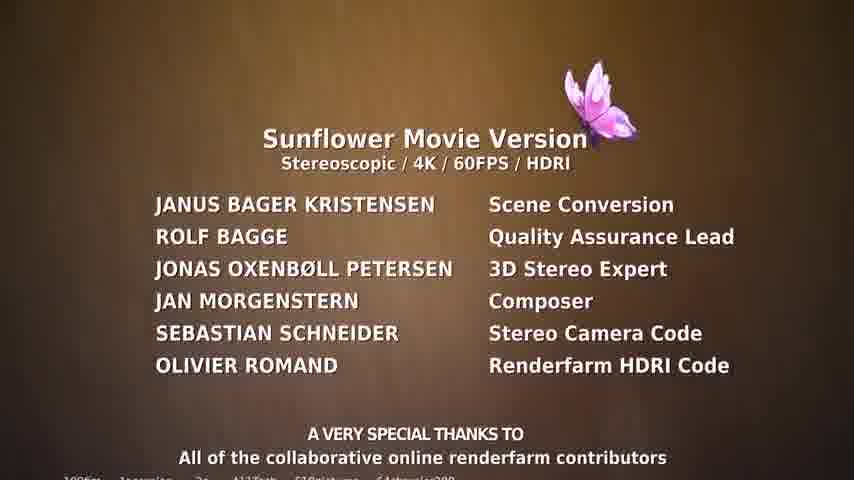 Sunflower Movie Version
Stereoscopic / 4K / 60FPS / HDRI
JANUS BAGER KRISTENSEN Scene Conversion
ROLF BAGGE Quality Assurance Lead
JONAS OXENBØLL PETERSEN 3D Stereo Expert
JAN MORGENSTERN Composer
SEBASTIAN SCHNEIDER Stereo Camera Code
OLIVIER ROMAND Renderfarm HDRI Code
A VERY SPECIAL THANKS TO
All of the collaborative online renderfarm contributors